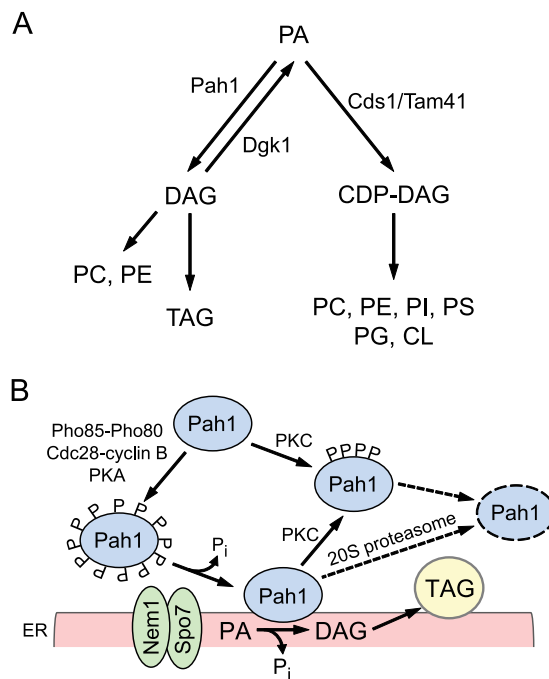 A
PA
Pah1
Cds1/Tam41
Dgk1
DAG
CDP-DAG
PC, PE
TAG
PC, PE, PI, PS
PG, CL
B
Pho85-Pho80
Cdc28-cyclin B
PKA
Pah1
PKC
PPPP
Pah1
Pah1
P P P P P P P P P P P
Pah1
Pi
PKC
20S proteasome
Pah1
TAG
ER
Nem1
Spo7
PA
DAG
Pi